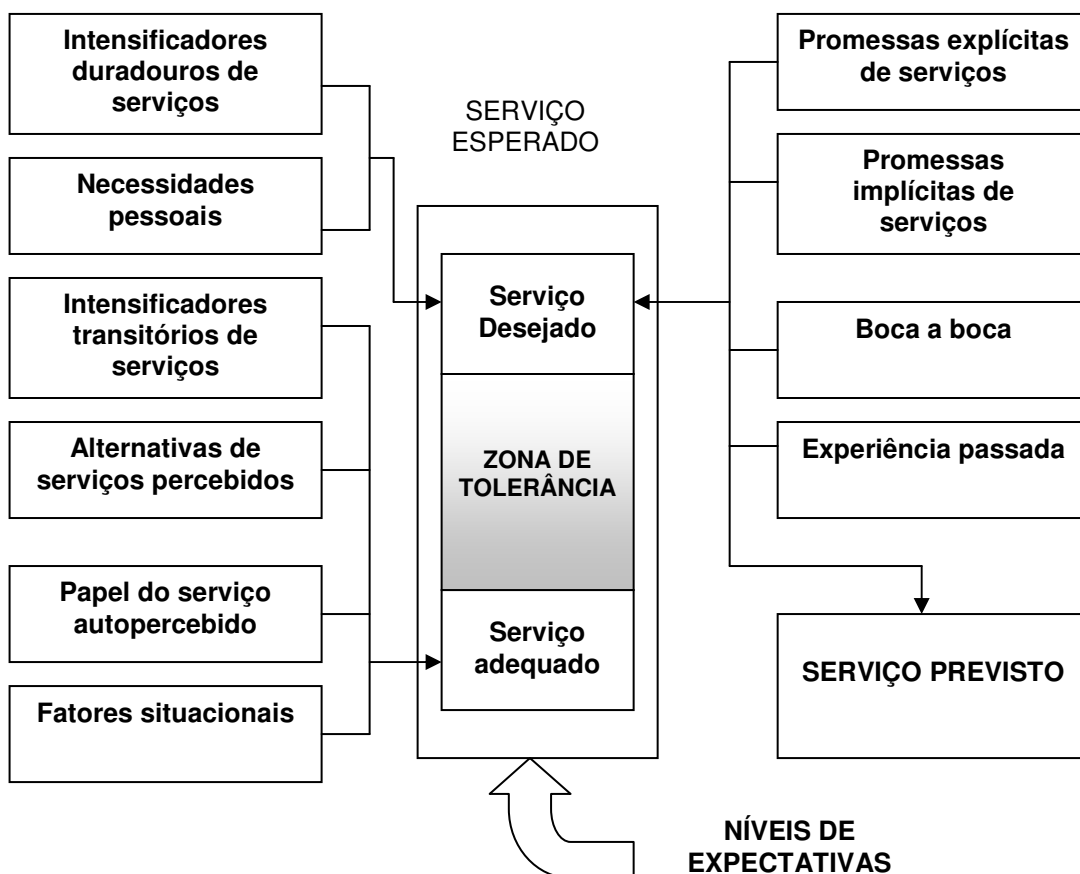 Intensificadores
duradouros de
serviços
Necessidades
pessoais
Intensificadores
transitórios de
serviços
Alternativas de
serviços percebidos
Papel do serviço
autopercebido
Fatores situacionais
SERVIÇO
ESPERADO
Serviço
Desejado
ZONA DE
TOLERÂNCIA
Serviço
adequado
Promessas explícitas
de serviços
Promessas
implícitas de
serviços
Boca a boca
Experiência passada
SERVIÇO PREVISTO
NÍVEIS DE
EXPECTATIVAS